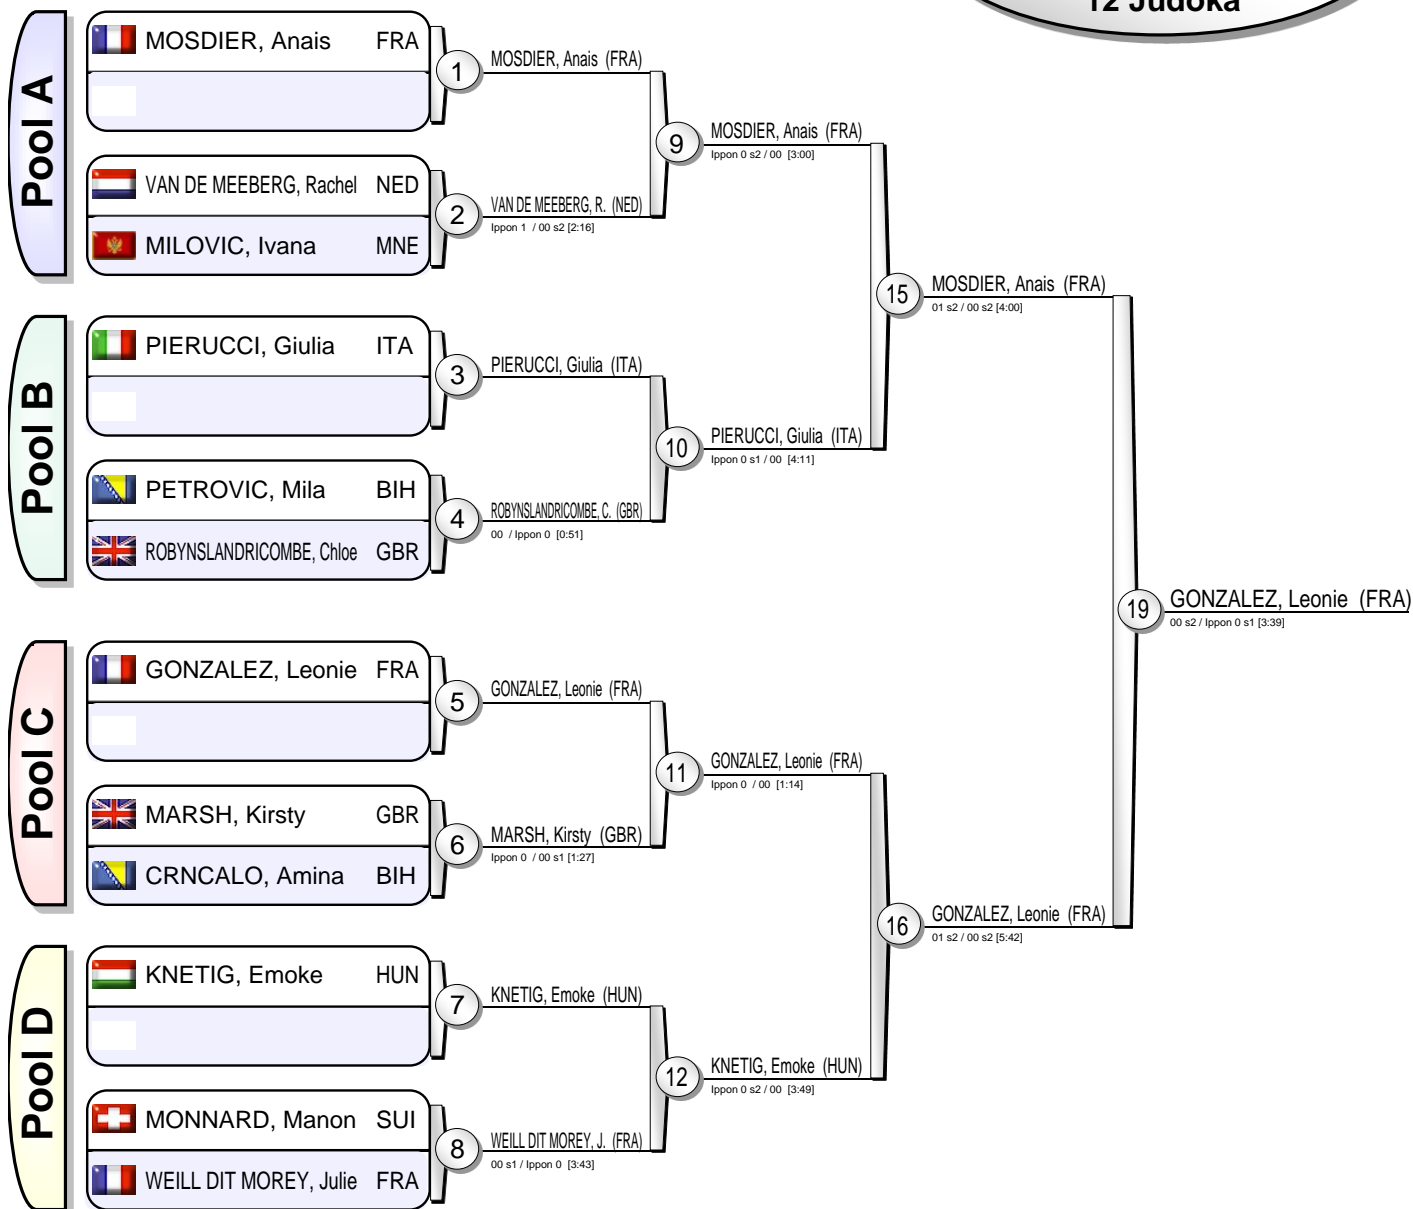 12 Judoka
Pool A
MOSDIER, Anais FRA
VAN DE MEEBERG, Rachel NED
MILOVIC, Ivana MNE
1
MOSDIER, Anais (FRA)
2
VAN DE MEEBERG, R. (NED)
Ippon 1 / 00 s2 [2:16]
9
MOSDIER, Anais (FRA)
Ippon 0 s2 / 00 [3:00]
Pool B
PIERUCCI, Giulia ITA
PETROVIC, Mila BIH
ROBYNSLANDRICOMBE, Chloe GBR
3
PIERUCCI, Giulia (ITA)
4
ROBYNSLANDRICOMBE, C. (GBR)
00 / Ippon 0 [0:51]
10
PIERUCCI, Giulia (ITA)
Ippon 0 s1 / 00 [4:11]
15
MOSDIER, Anais (FRA)
01 s2 / 00 s2 [4:00]
Pool C
GONZALEZ, Leonie FRA
MARSH, Kirsty GBR
CRNCALO, Amina BIH
5
GONZALEZ, Leonie (FRA)
6
MARSH, Kirsty (GBR)
Ippon 0 / 00 s1 [1:27]
11
GONZALEZ, Leonie (FRA)
Ippon 0 / 00 [1:14]
Pool D
KNETIG, Emoke HUN
MONNARD, Manon SUI
WEILL DIT MOREY, Julie FRA
7
KNETIG, Emoke (HUN)
8
WEILL DIT MOREY, J. (FRA)
00 s1 / Ippon 0 [3:43]
12
KNETIG, Emoke (HUN)
Ippon 0 s2 / 00 [3:49]
16
GONZALEZ, Leonie (FRA)
01 s2 / 00 s2 [5:42]
19
GONZALEZ, Leonie (FRA)
00 s2 / Ippon 0 s1 [3:39]